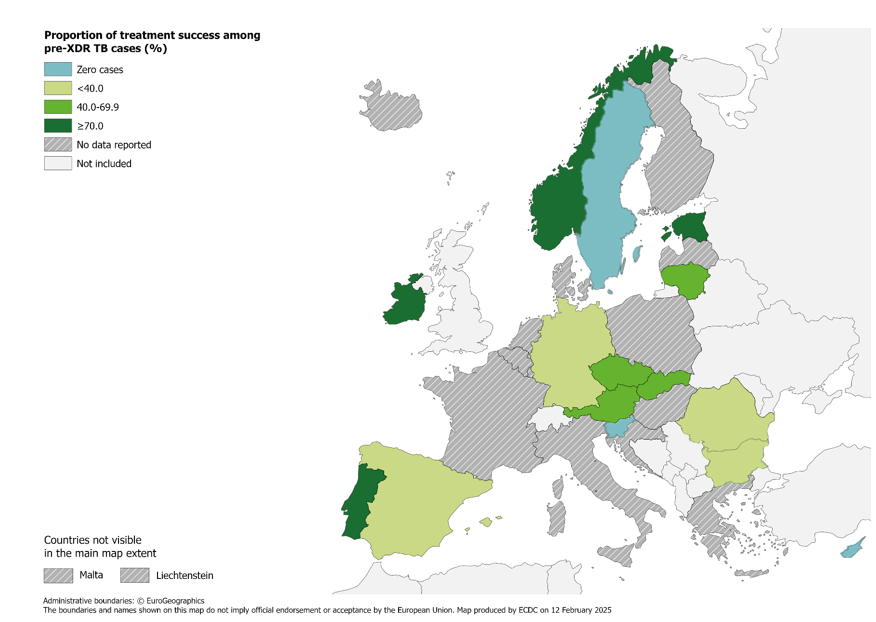 Proportion of treatment success among
pre-XDR TB cases (%)
Zero cases
<40.0
40.0-69.9
≥70.0
No data reported
Not included
Countries not visible
in the main map extent
Malta
Liechtenstein
Administrative boundaries: © EuroGeographics
The boundaries and names shown on this map do not imply official endorsement or acceptance by the European Union. Map produced by ECDC on 12 February 2025